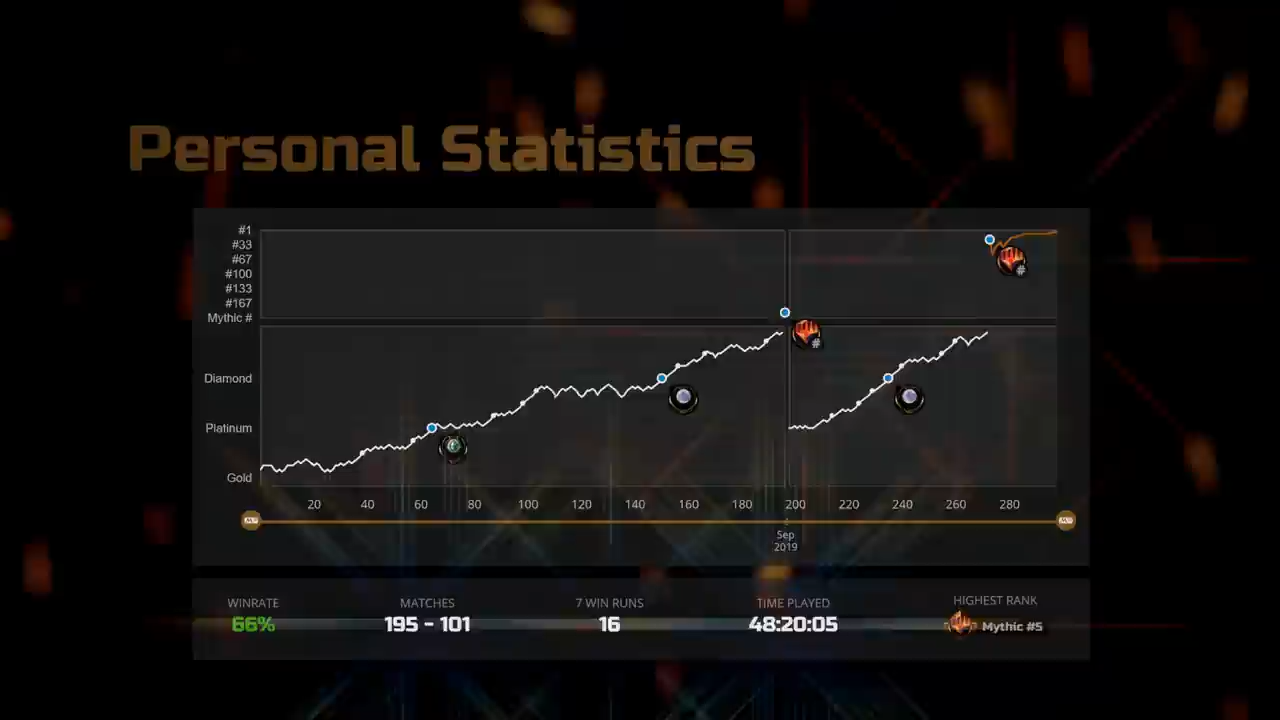 Personal Statistics
#1
#33
#67
#100
#133
#167
Mythic #
Diamond
Platinum
Gold
#
#
20 40 60 80 100 120 140 160 180 200 220 240 260 280
Sep
2019
WINRATE MATCHES 7 WIN RUNS TIME PLAYED HIGHEST RANK
66% 195 - 101 16 48:20:05 Mythic #5